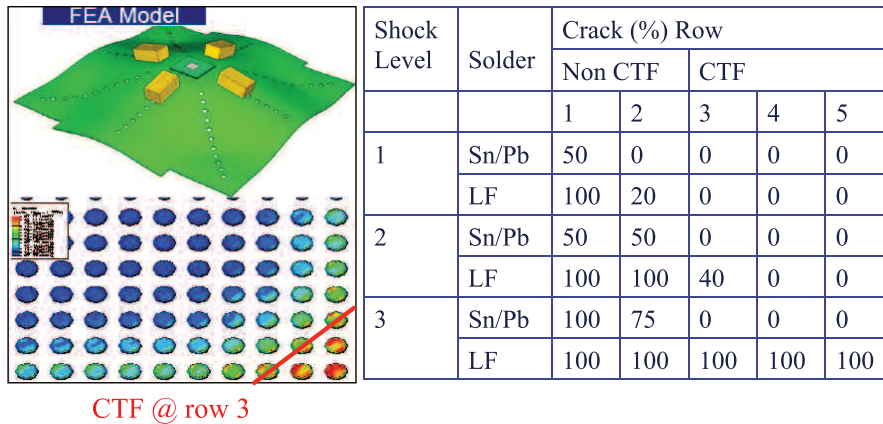 FEA Model
CTF @ row 3
Shock Level Solder Crack (%) Row
Non CTF CTF
1 2 3 4 5
1 Sn/Pb 50 0 0 0 0
LF 100 20 0 0 0
2 Sn/Pb 50 50 0 0 0
LF 100 100 40 0 0
3 Sn/Pb 100 75 0 0 0
LF 100 100 100 100 100